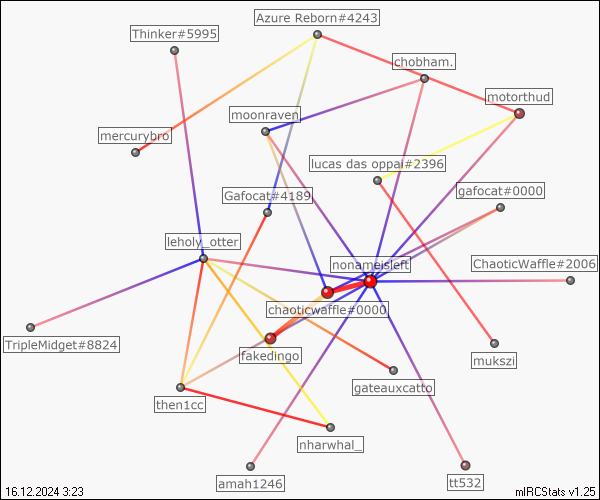 Azure Reborn#4243
Thinker#5995
chobham.
motorthud
moonraven
mercurybro
lucas das oppai#2396
gafocat#0000
Gafocat#4189
leholy_otter
nonameisleft
ChaoticWaffle#2006
chaoticwaffle#0000
TripleMidget#8824
fakedingo
mukszi
gateauxcatto
then1cc
nharwhal_
amah1246
tt532
16.12.2024 3:23
mIRCStats v1.25